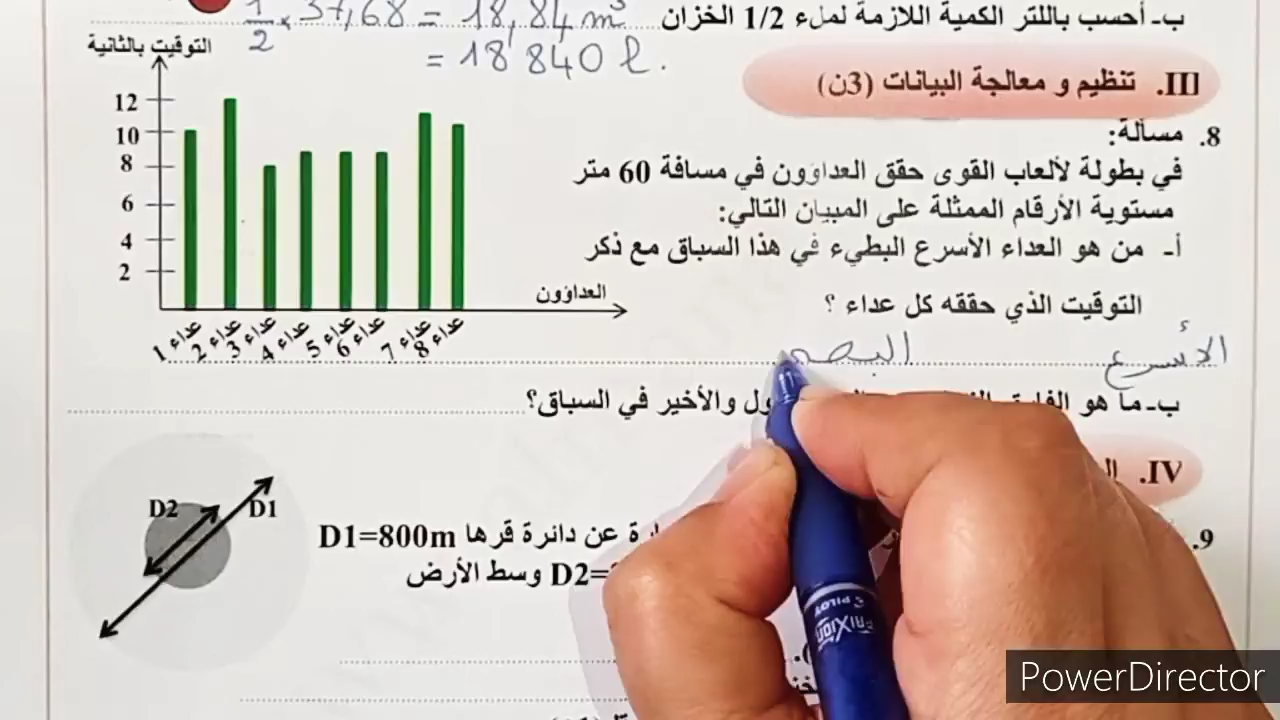 ب- أحسب باللتر الكمية اللازمة لملء 1/2 الخزان
1/2 × 37,68 = 18,84 m³
= 18 840 l.
III. تنظيم و معالجة البيانات (3ن)
8. مسألة:
في بطولة لألعاب القوى حقق العداؤون في مسافة 60 متر
مستوية الأرقام الممثلة على المبيان التالي:
أ- من هو العداء الأسرع البطيء في هذا السباق مع ذكر
التوقيت الذي حققه كل عداء ؟
الأسرع
ب- ما هو والأخير في السباق؟
التوقيت بالثانية
12
10
8
6
4
2
العداؤون
عداء 1
عداء 2
عداء 3
عداء 4
عداء 5
عداء 6
عداء 7
عداء 8
IV.
9. عن دائرة قرها D1=800m
D2= وسط الأرض
D2
D1
PILOT
FRIXION
PowerDirector